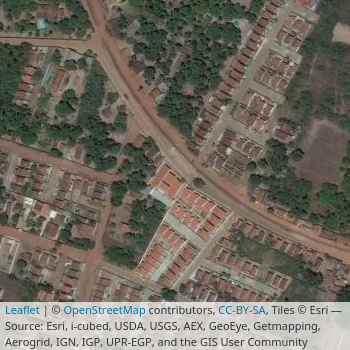 Leaflet | © OpenStreetMap contributors, CC-BY-SA, Tiles © Esri —
Source: Esri, i-cubed, USDA, USGS, AEX, GeoEye, Getmapping,
Aerogrid, IGN, IGP, UPR-EGP, and the GIS User Community